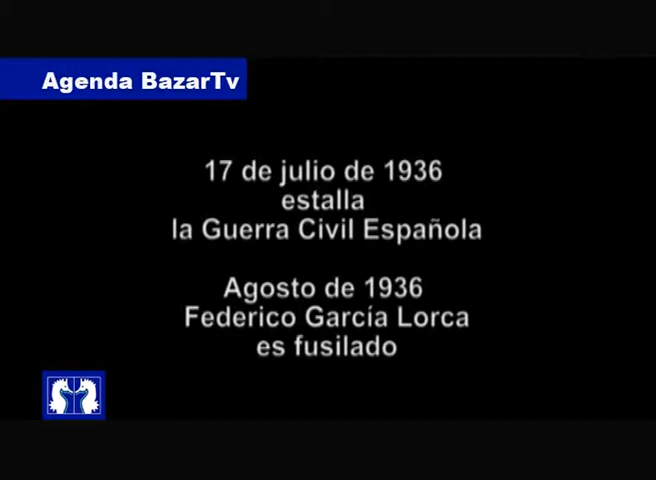 Agenda BazarTv
17 de julio de 1936
estalla
la Guerra Civil Española
Agosto de 1936
Federico García Lorca
es fusilado